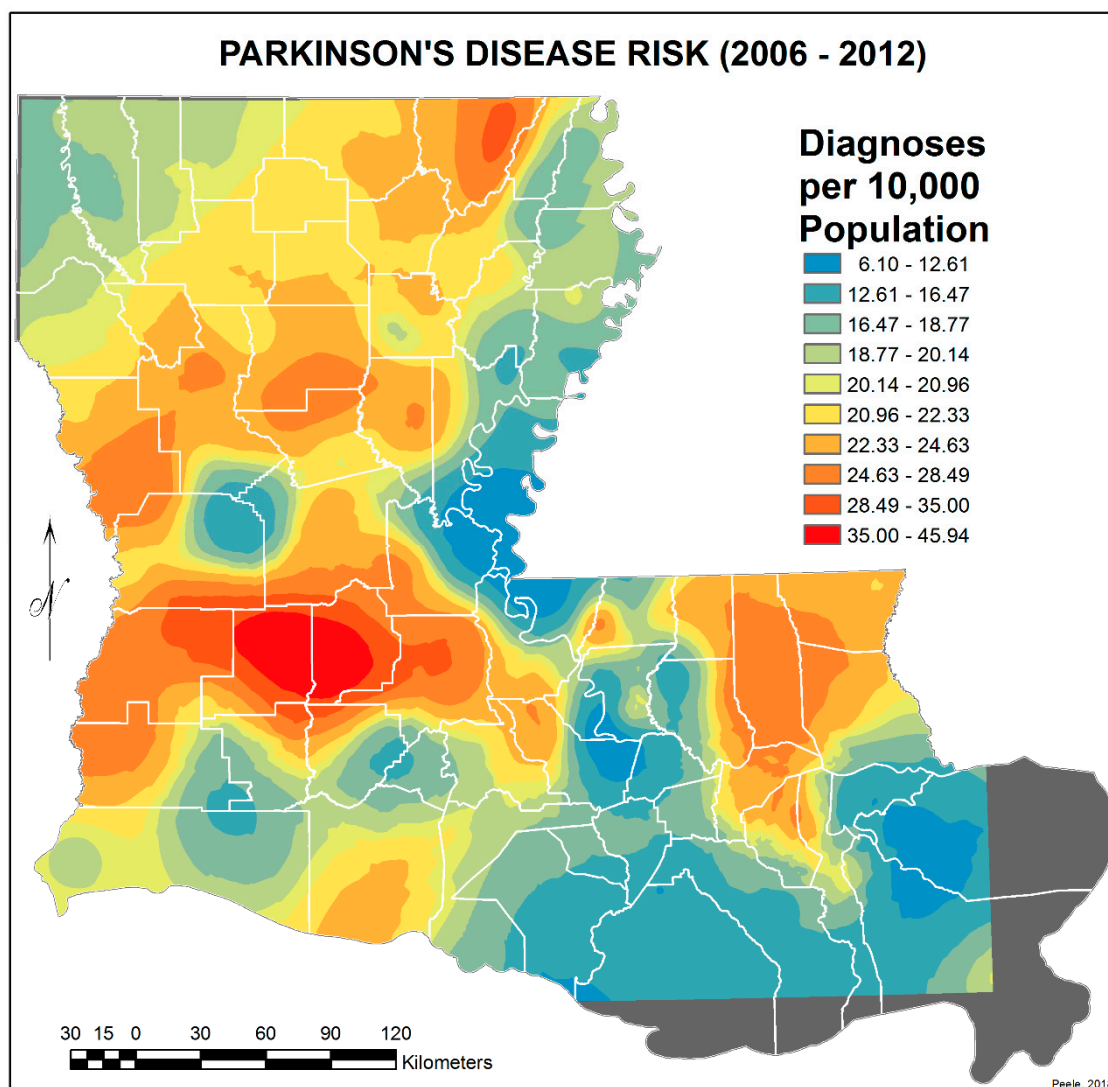 PARKINSON'S DISEASE RISK (2006 - 2012)
Diagnoses
per 10,000
Population
6.10 - 12.61
12.61 - 16.47
16.47 - 18.77
18.77 - 20.14
20.14 - 20.96
20.96 - 22.33
22.33 - 24.63
24.63 - 28.49
28.49 - 35.00
35.00 - 45.94
N
30 15 0 30 60 90 120
Kilometers
Peele,